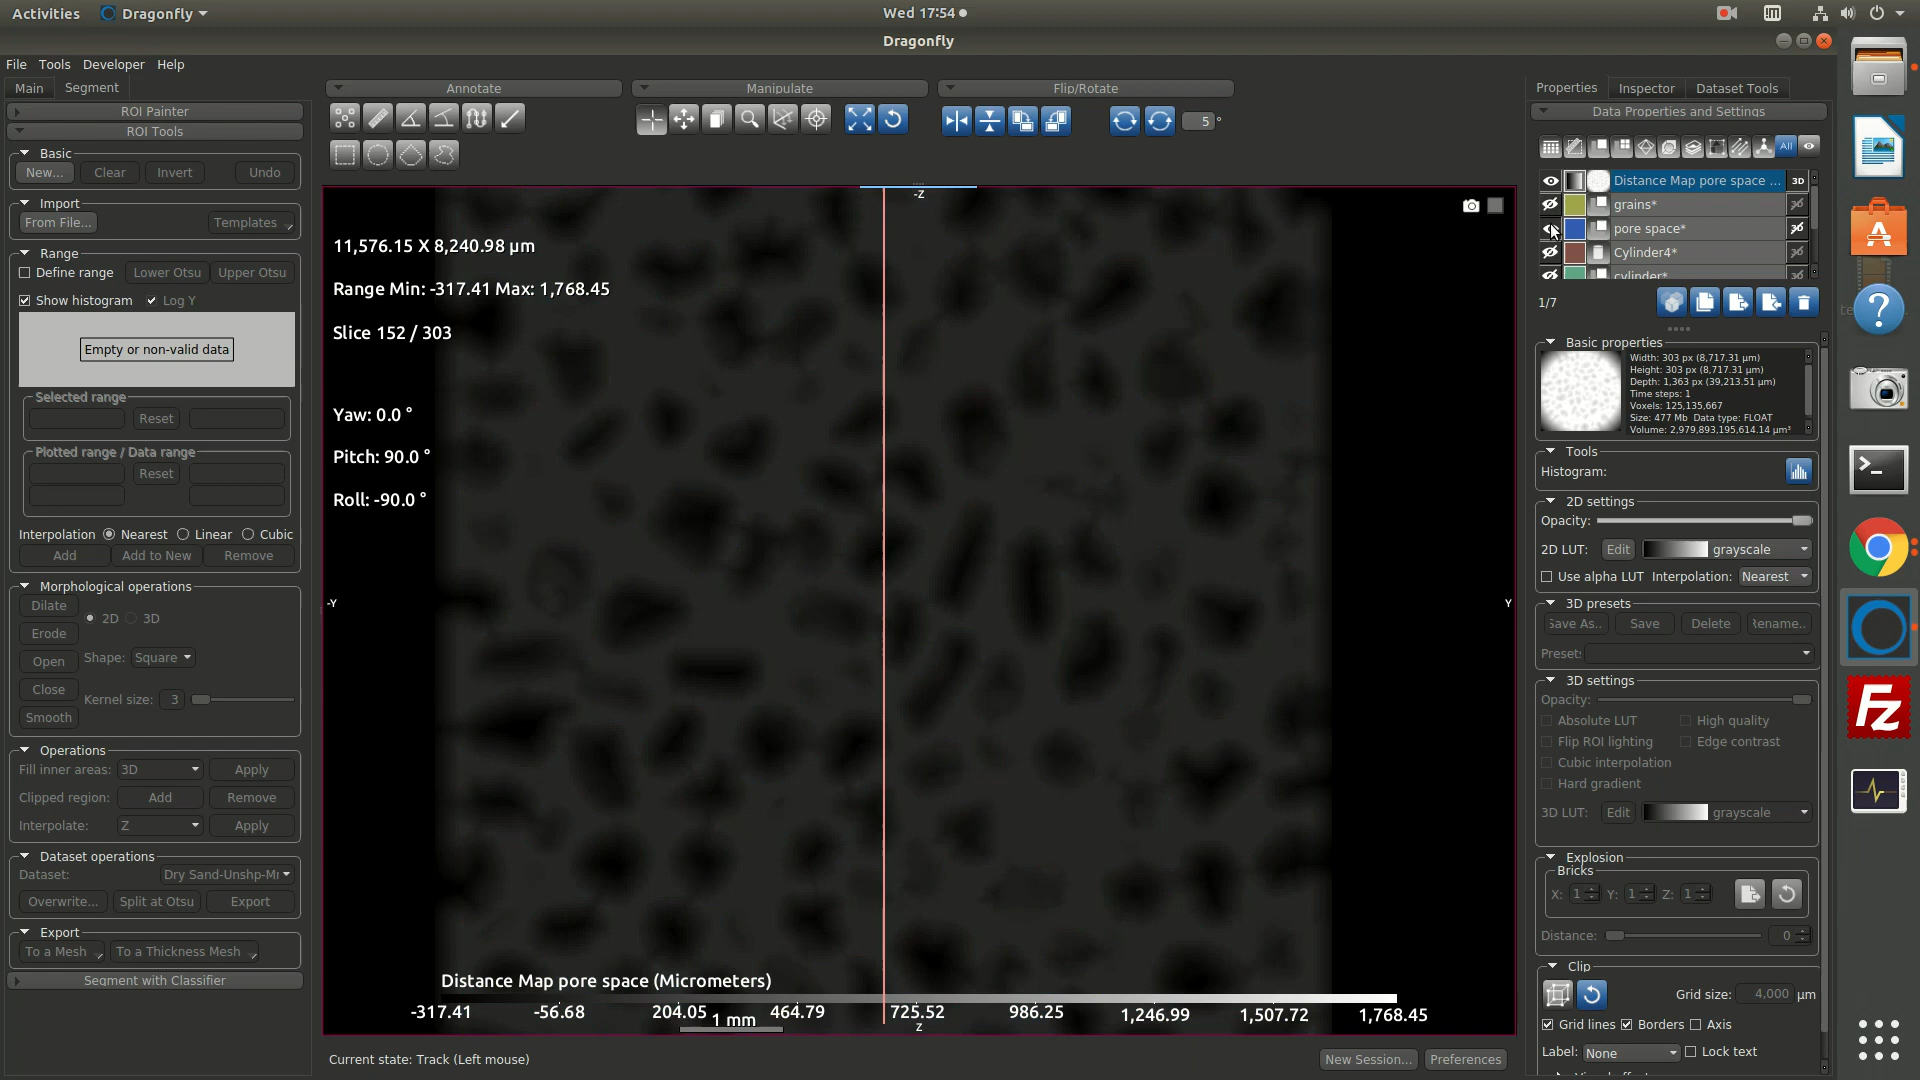 Activities Dragonfly Wed 17:54
Dragonfly
File Tools Developer Help
Main Segment
ROI Painter
ROI Tools
Basic
New... Clear Invert Undo
Import
From File... Templates
Range
Define range Lower Otsu Upper Otsu
Show histogram Log Y
Empty or non-valid data
Selected range
Reset
Plotted range / Data range
Reset
Interpolation Nearest Linear Cubic
Add Add to New Remove
Morphological operations
Dilate 2D 3D
Erode
Open Shape: Square
Close Kernel size: 3
Smooth
Operations
Fill inner areas: 3D Apply
Clipped region: Add Remove
Interpolate: Z Apply
Dataset operations
Dataset: Dry Sand-Unshp-Mi
Overwrite... Split at Otsu Export
Export
To a Mesh To a Thickness Mesh
Segment with Classifier
Annotate Manipulate Flip/Rotate
5 °
-Z
11,576.15 X 8,240.98 µm
Range Min: -317.41 Max: 1,768.45
Slice 152 / 303
Yaw: 0.0 °
Pitch: 90.0 °
Roll: -90.0 °
-Y Y
Distance Map pore space (Micrometers)
-317.41 -56.68 204.05 464.79 725.52 986.25 1,246.99 1,507.72 1,768.45
1 mm Z
Current state: Track (Left mouse) New Session... Preferences
Properties Inspector Dataset Tools
Data Properties and Settings
All
Distance Map pore space ... 3D
grains*
pore space*
Cylinder4*
cylinder*
1/7
Basic properties
Width: 303 px (8,717.31 µm)
Height: 303 px (8,717.31 µm)
Depth: 1,363 px (39,213.51 µm)
Time steps: 1
Voxels: 125,135,667
Size: 477 Mb Data type: FLOAT
Volume: 2,979,893,195,614.14 µm³
Tools
Histogram:
2D settings
Opacity:
2D LUT: Edit grayscale
Use alpha LUT Interpolation: Nearest
3D presets
Save As.. Save Delete Rename..
Preset:
3D settings
Opacity:
Absolute LUT High quality
Flip ROI lighting Edge contrast
Cubic interpolation
Hard gradient
3D LUT: Edit grayscale
Explosion
Bricks
X: 1 Y: 1 Z: 1
Distance: 0
Clip
Grid size: 4,000 µm
Grid lines Borders Axis
Label: None Lock text